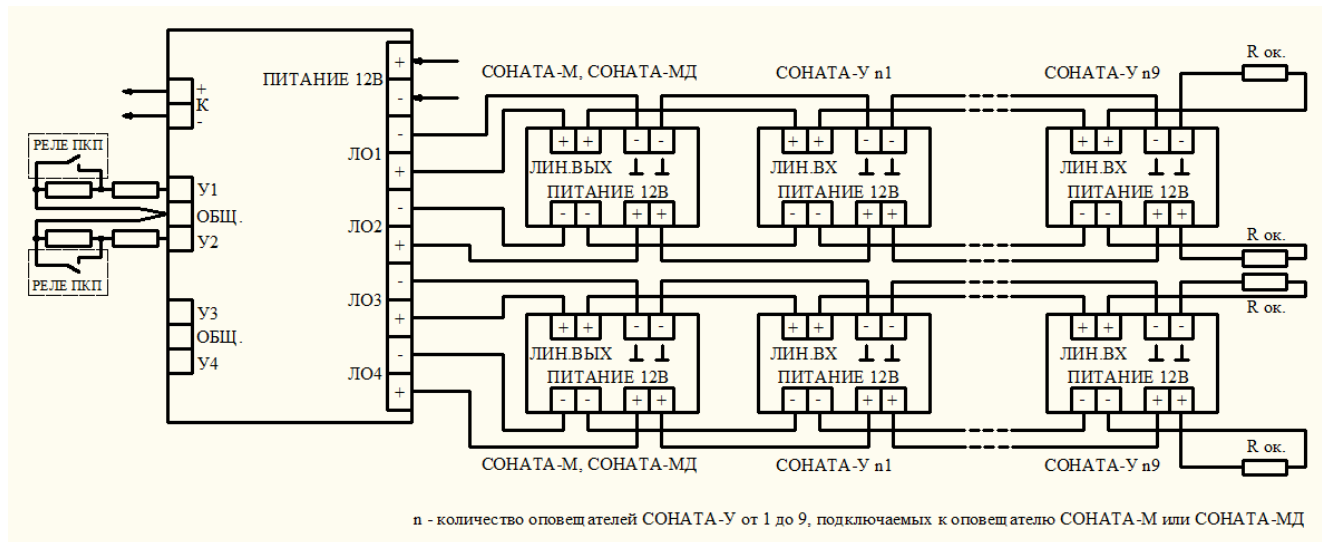 ПИТАНИЕ 12В
+
-
+
К
-
РЕЛЕ ПКП
У1
ОБЩ.
У2
РЕЛЕ ПКП
У3
ОБЩ.
У4
-
ЛО1
+
-
ЛО2
+
-
ЛО3
+
-
ЛО4
+
СОНАТА-М, СОНАТА-МД
СОНАТА-У n1
СОНАТА-У n9
R ок.
+ + - -
ЛИН.ВЫХ
ПИТАНИЕ 12В
- - + +
+ + - -
ЛИН.ВХ
ПИТАНИЕ 12В
- - + +
+ + - -
ЛИН.ВХ
ПИТАНИЕ 12В
- - + +
R ок.
R ок.
+ + - -
ЛИН.ВЫХ
ПИТАНИЕ 12В
- - + +
+ + - -
ЛИН.ВХ
ПИТАНИЕ 12В
- - + +
+ + - -
ЛИН.ВХ
ПИТАНИЕ 12В
- - + +
R ок.
СОНАТА-М, СОНАТА-МД
СОНАТА-У n1
СОНАТА-У n9
n - количество оповещателей СОНАТА-У от 1 до 9, подключаемых к оповещателю СОНАТА-М или СОНАТА-МД